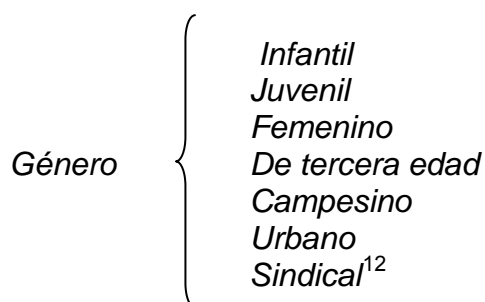 Infantil
Juvenil
Femenino
Género
De tercera edad
Campesino
Urbano
Sindical12